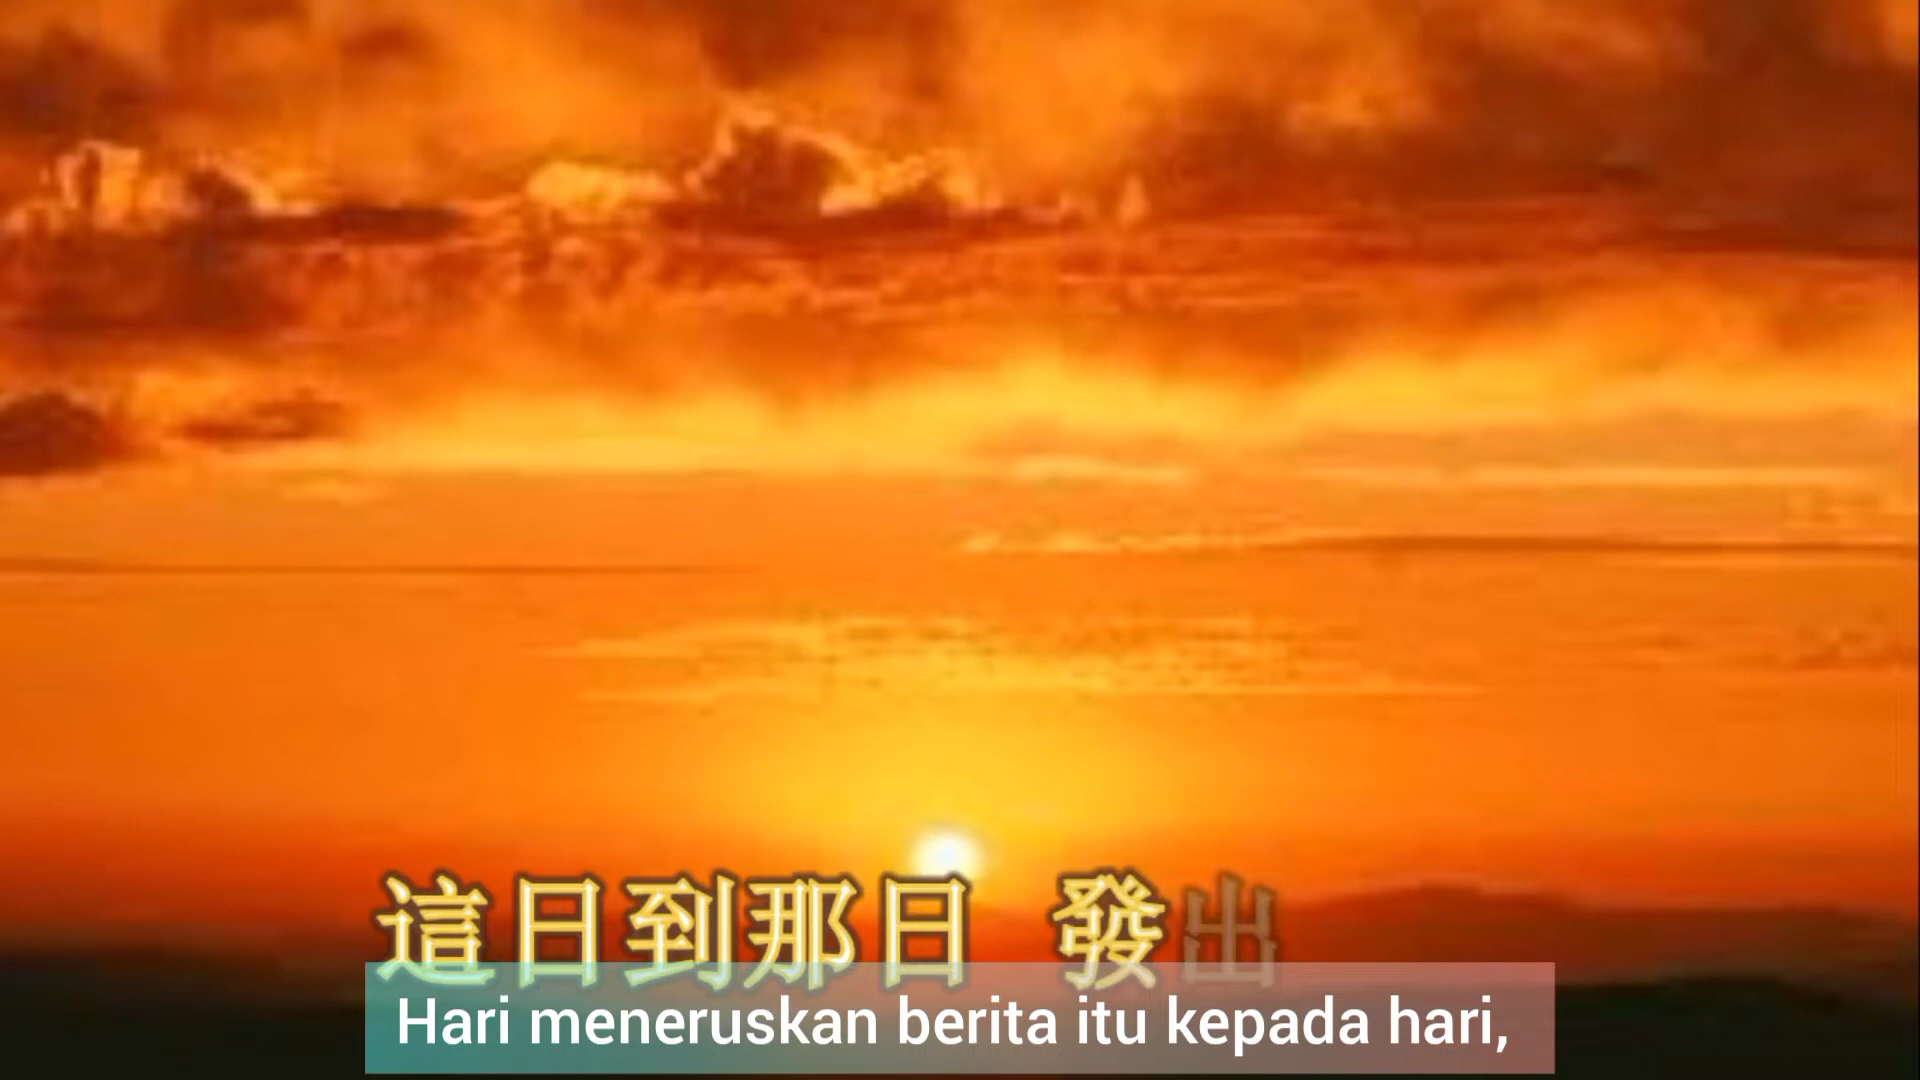 這日到那日 發出
Hari meneruskan berita itu kepada hari,